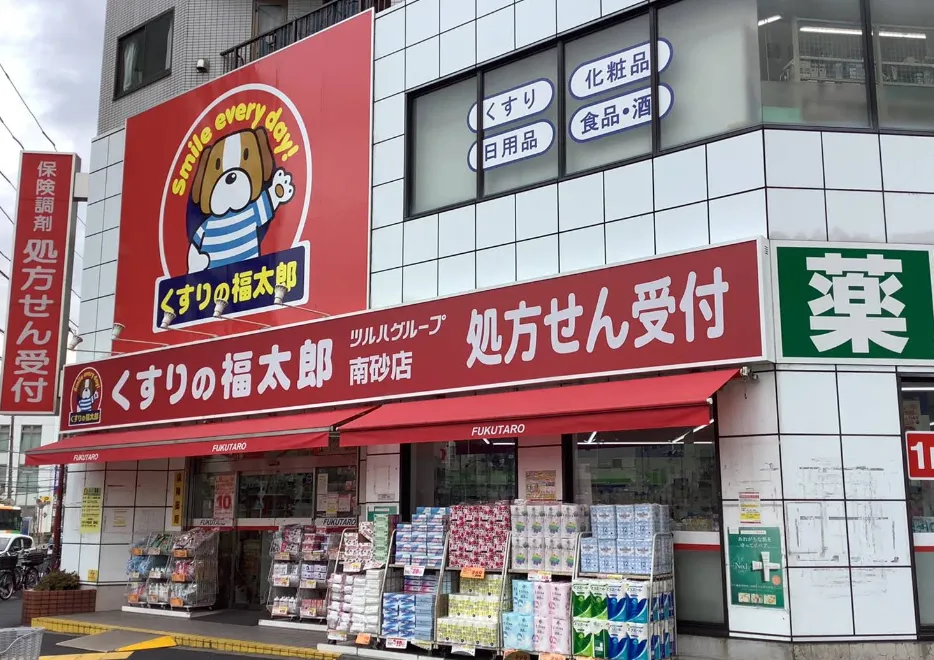 保険調剤
処方せん受付
Smile every day!
くすりの福太郎
くすり
日用品
化粧品
食品・酒
くすりの福太郎
ツルハグループ
南砂店
処方せん受付
薬
FUKUTARO
FUKUTARO
FUKUTARO
FUKUTARO
FUKUTARO
10